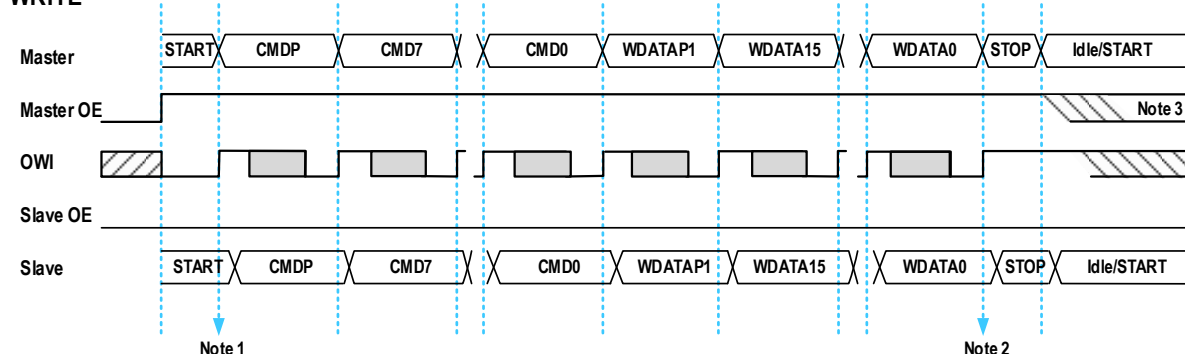 WRITE
Master START CMDP CMD7 CMD0 WDATAP1 WDATA15 WDATA0 STOP Idle/START
Master OE Note 3
OWI
Slave OE
Slave START CMDP CMD7 CMD0 WDATAP1 WDATA15 WDATA0 STOP Idle/START
Note 1 Note 2